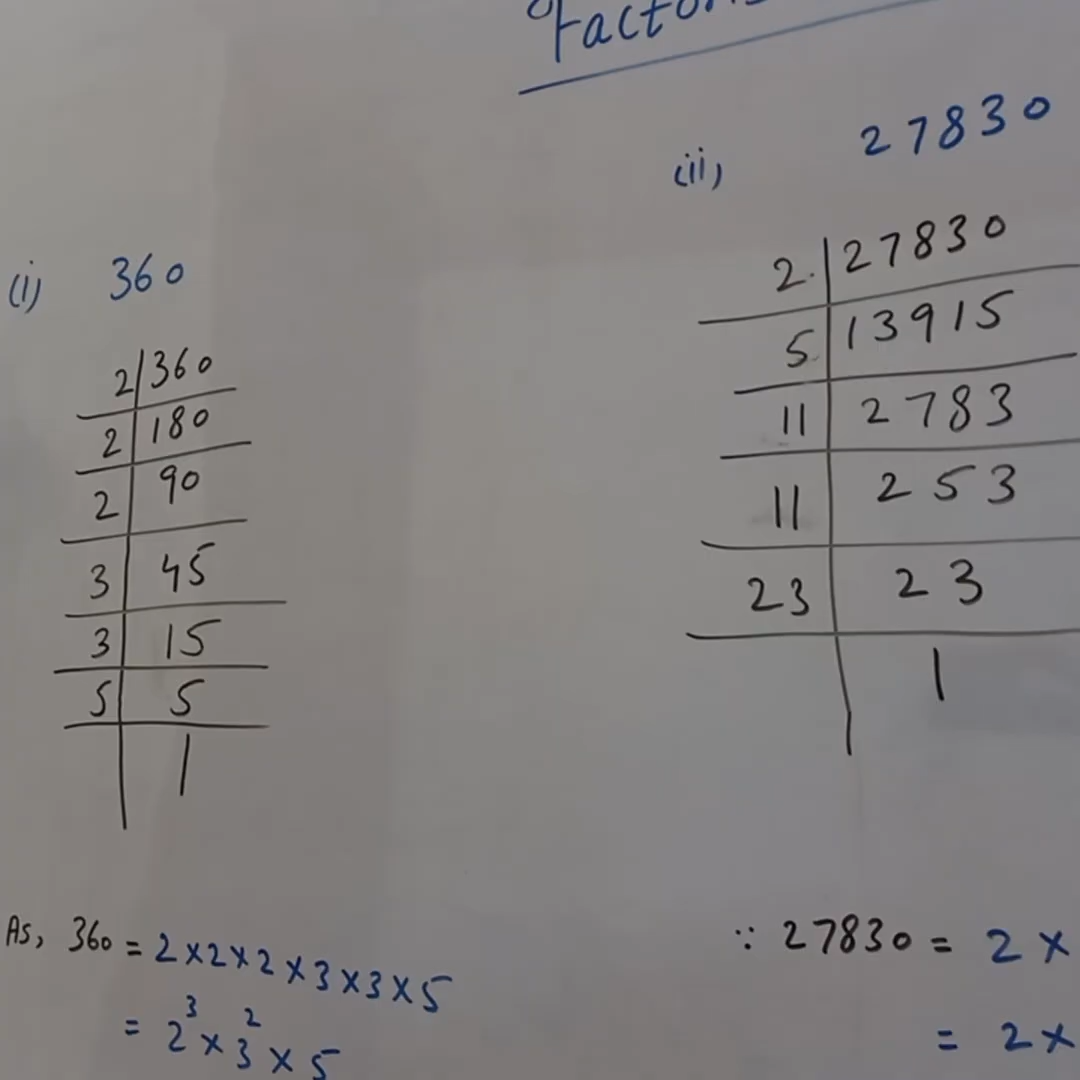 Factori
(i) 360
2 360
2 180
2 90
3 45
3 15
5 5
1
As, 360 = 2 × 2 × 2 × 3 × 3 × 5
= 2³ × 3² × 5
(ii) 27830
2 27830
5 13915
11 2783
11 253
23 23
1
∵ 27830 = 2 ×
= 2 ×